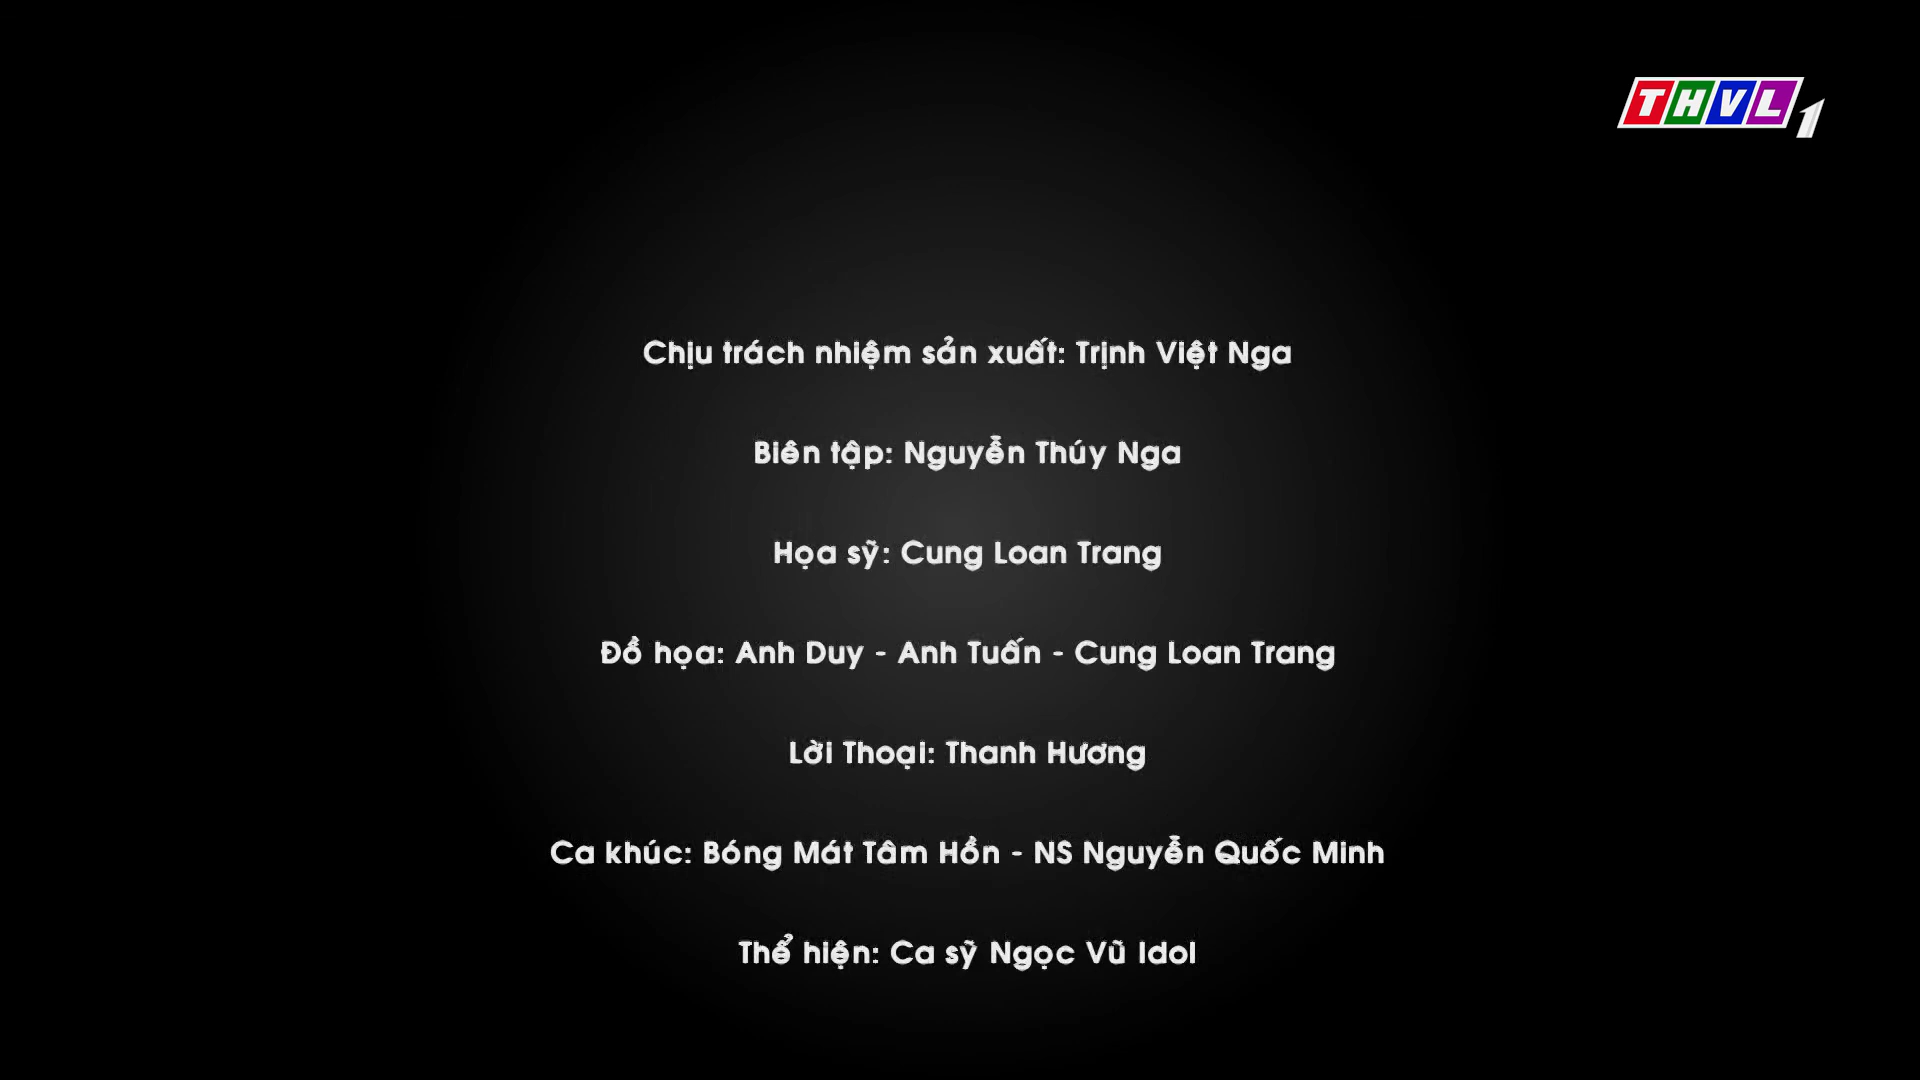 THVL1
Chịu trách nhiệm sản xuất: Trịnh Việt Nga
Biên tập: Nguyễn Thúy Nga
Họa sỹ: Cung Loan Trang
Đồ họa: Anh Duy - Anh Tuấn - Cung Loan Trang
Lời Thoại: Thanh Hương
Ca khúc: Bóng Mát Tâm Hồn - NS Nguyễn Quốc Minh
Thể hiện: Ca sỹ Ngọc Vũ Idol